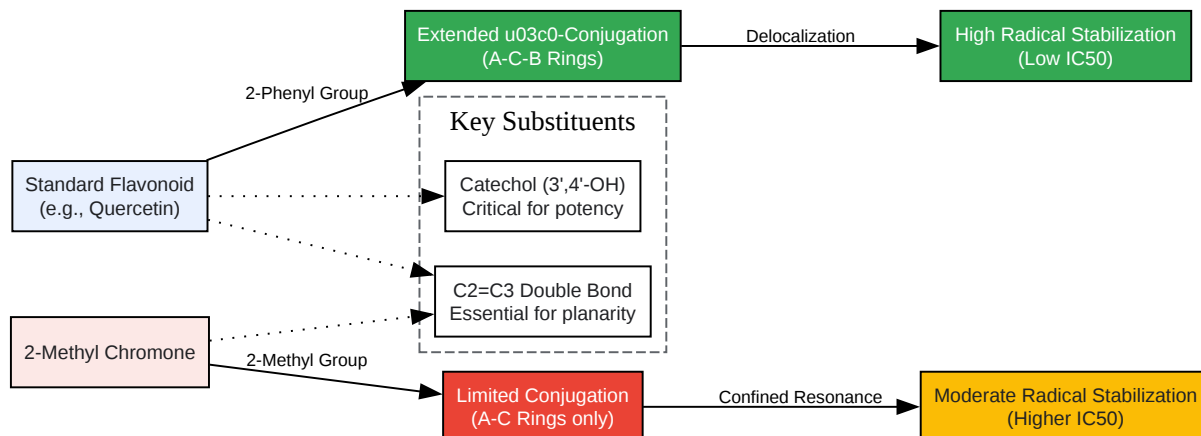 Extended u03c0-Conjugation
(A-C-B Rings)
Delocalization
High Radical Stabilization
(Low IC50)
2-Phenyl Group
Key Substituents
Standard Flavonoid
(e.g., Quercetin)
Catechol (3',4'-OH)
Critical for potency
C2=C3 Double Bond
Essential for planarity
2-Methyl Chromone
2-Methyl Group
Limited Conjugation
(A-C Rings only)
Confined Resonance
Moderate Radical Stabilization
(Higher IC50)